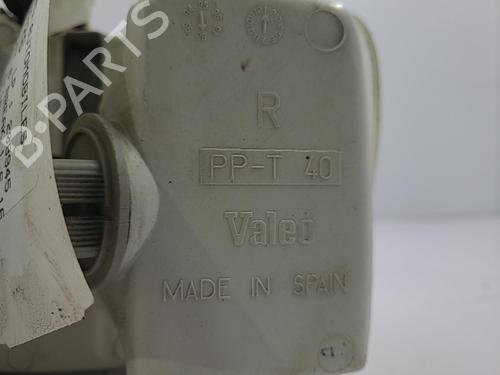 R
PP-T 40
Valeo
MADE IN SPAIN
B-PARTS